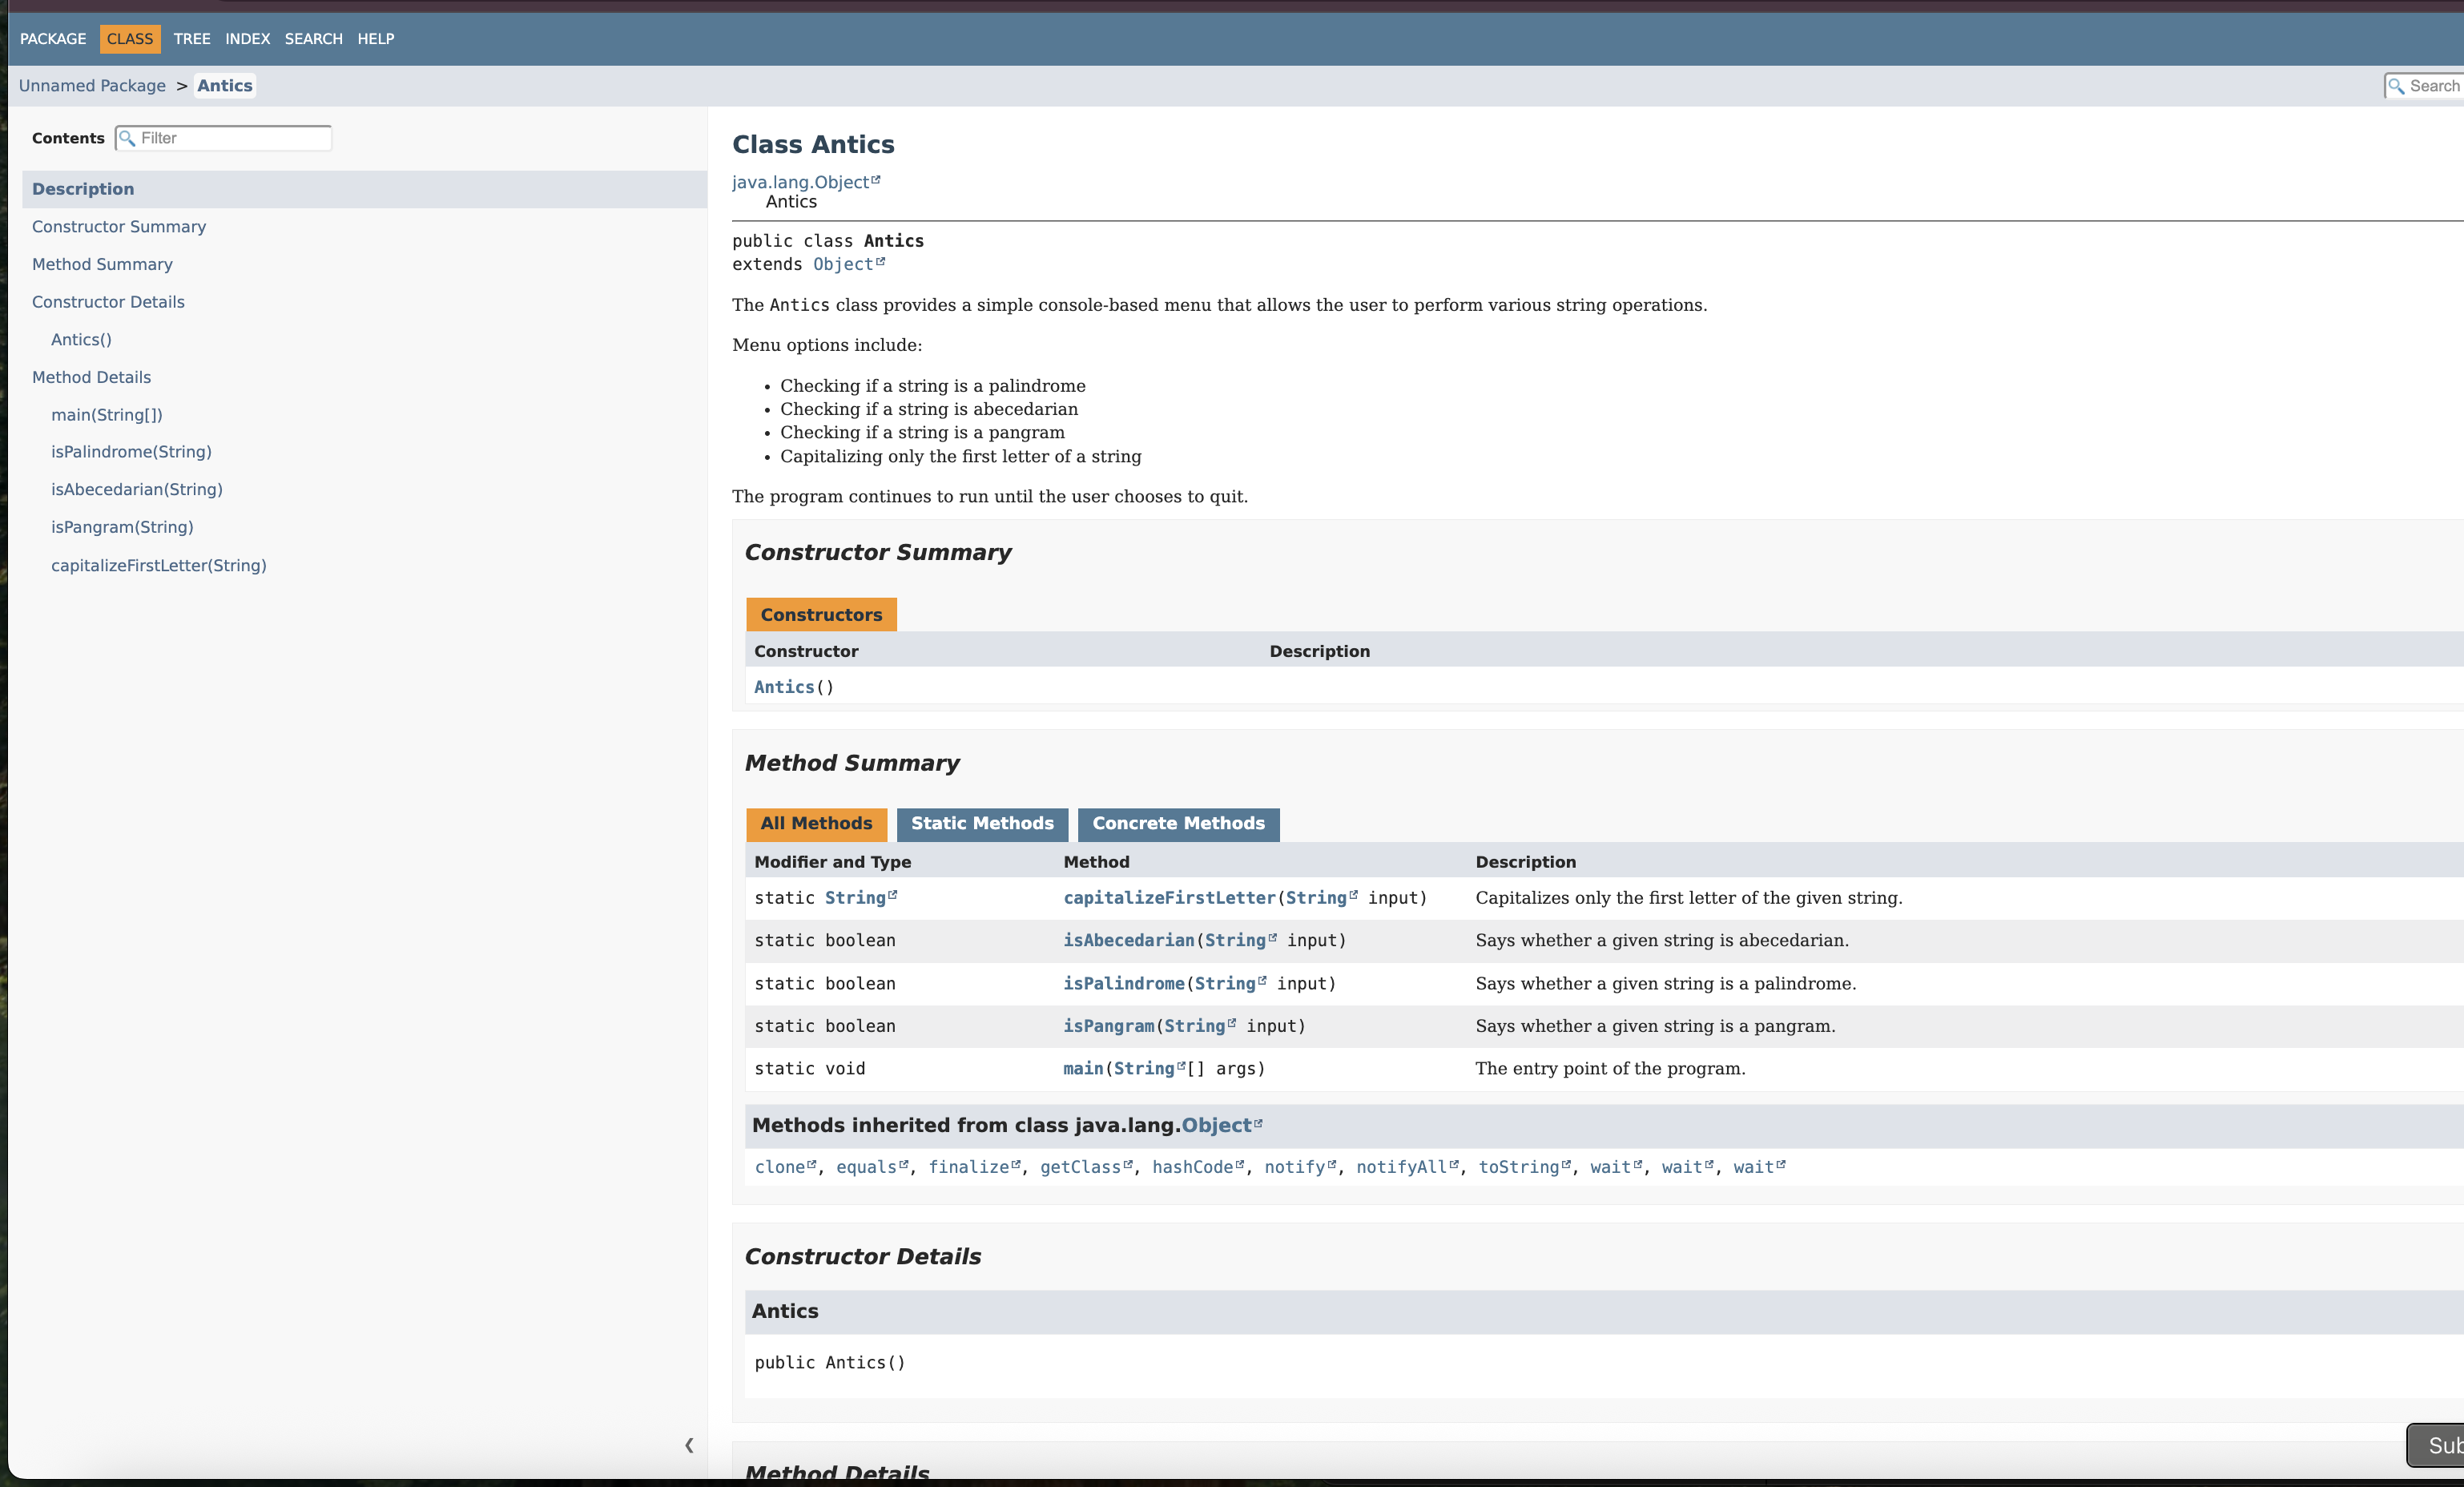 PACKAGE CLASS TREE INDEX SEARCH HELP
Unnamed Package > Antics
Search
Contents Filter
Description
Constructor Summary
Method Summary
Constructor Details
Antics()
Method Details
main(String[])
isPalindrome(String)
isAbecedarian(String)
isPangram(String)
capitalizeFirstLetter(String)
Class Antics
java.lang.Object
Antics
public class Antics
extends Object
The Antics class provides a simple console-based menu that allows the user to perform various string operations.
Menu options include:
• Checking if a string is a palindrome
• Checking if a string is abecedarian
• Checking if a string is a pangram
• Capitalizing only the first letter of a string
The program continues to run until the user chooses to quit.
Constructor Summary
Constructors
Constructor Description
Antics()
Method Summary
All Methods Static Methods Concrete Methods
Modifier and Type Method Description
static String capitalizeFirstLetter(String input) Capitalizes only the first letter of the given string.
static boolean isAbecedarian(String input) Says whether a given string is abecedarian.
static boolean isPalindrome(String input) Says whether a given string is a palindrome.
static boolean isPangram(String input) Says whether a given string is a pangram.
static void main(String[] args) The entry point of the program.
Methods inherited from class java.lang.Object
clone, equals, finalize, getClass, hashCode, notify, notifyAll, toString, wait, wait, wait
Constructor Details
Antics
public Antics()
Method Details